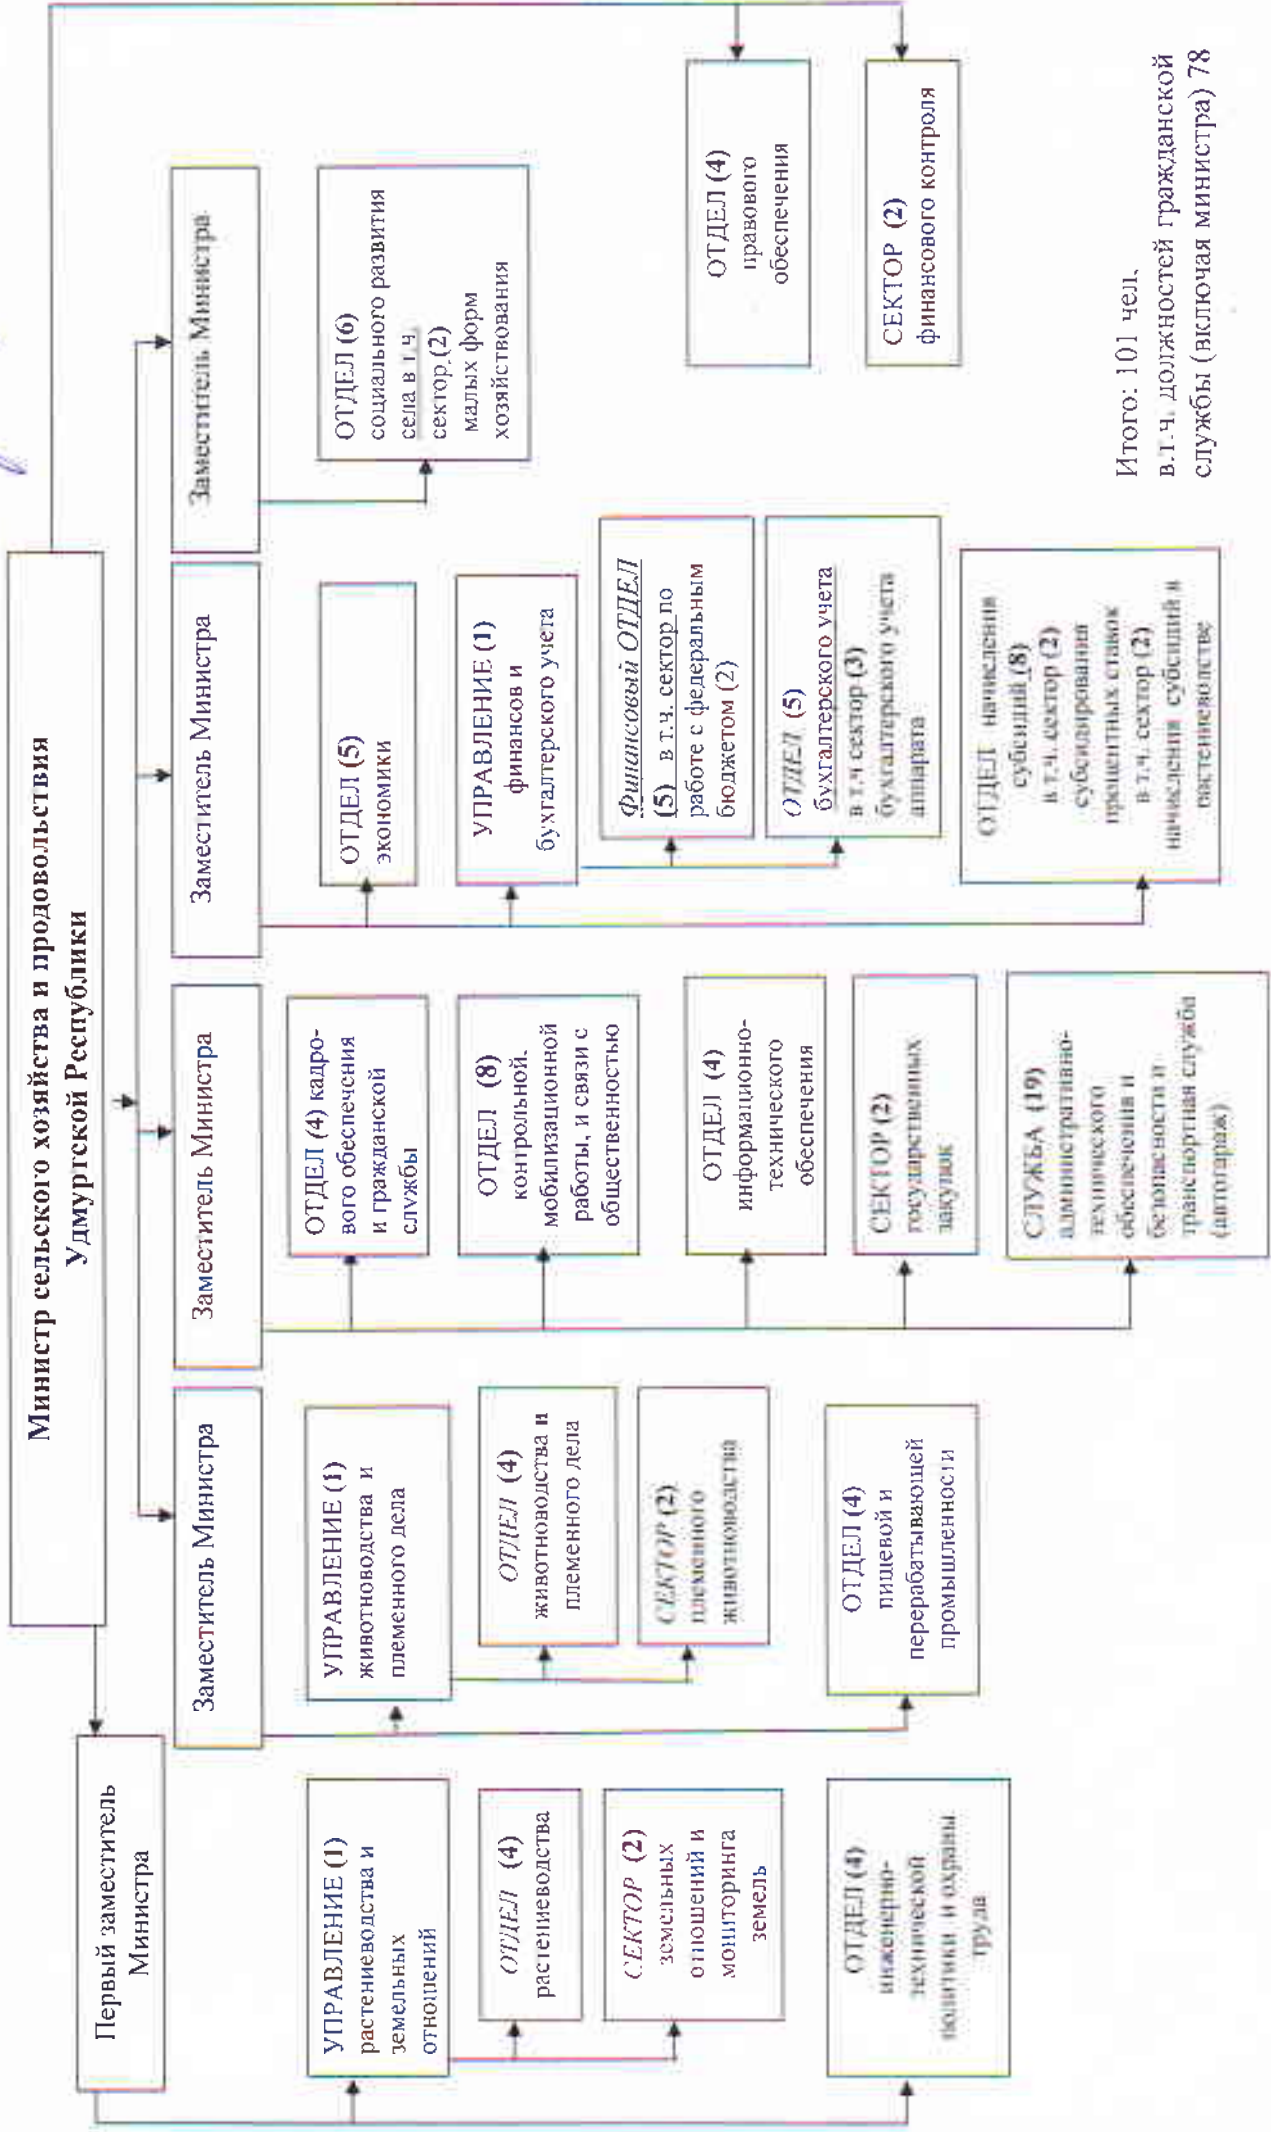 Министр сельского хозяйства и продовольствия
Удмуртской Республики
Первый заместитель
Министра
УПРАВЛЕНИЕ (1)
растениеводства и
земельных
отношений
ОТДЕЛ (4)
растениеводства
СЕКТОР (2)
земельных
отношений и
мониторинга
земель
ОТДЕЛ (4)
инженерно-
технической
политики и охраны
труда
Заместитель Министра
УПРАВЛЕНИЕ (1)
животноводства и
племенного дела
ОТДЕЛ (4)
животноводства и
племенного дела
СЕКТОР (2)
племенного
животноводства
ОТДЕЛ (4)
пищевой и
перерабатывающей
промышленности
Заместитель Министра
ОТДЕЛ (4) кадро-
вого обеспечения
и гражданской
службы
ОТДЕЛ (8)
контрольной.
мобилизационной
работы, и связи с
общественностью
ОТДЕЛ (4)
информационно-
технического
обеспечения
СЕКТОР (2)
государственных
закупок
СЛУЖБА (19)
административно-
технического
обеспечения и
безопасности и
транспортная служба
(автогараж)
Заместитель Министра
ОТДЕЛ (5)
экономики
УПРАВЛЕНИЕ (1)
финансов и
бухгалтерского учета
Финансовый ОТДЕЛ
(5) в т.ч. сектор по
работе с федеральным
бюджетом (2)
ОТДЕЛ (5)
бухгалтерского учета
в т.ч сектор (3)
бухгалтерского учета
аппарата
ОТДЕЛ начисления
субсидий (8)
в т.ч. сектор (2)
субсидирования
процентных ставок
в т.ч. сектор (2)
начисления субсидий в
растениеводстве
Заместитель Министра
ОТДЕЛ (6)
социального развития
села в т.ч.
сектор (2)
малых форм
хозяйствования
ОТДЕЛ (4)
правового
обеспечения
СЕКТОР (2)
финансового контроля
Итого: 101 чел.
в.т.ч. должностей гражданской
службы (включая министра) 78